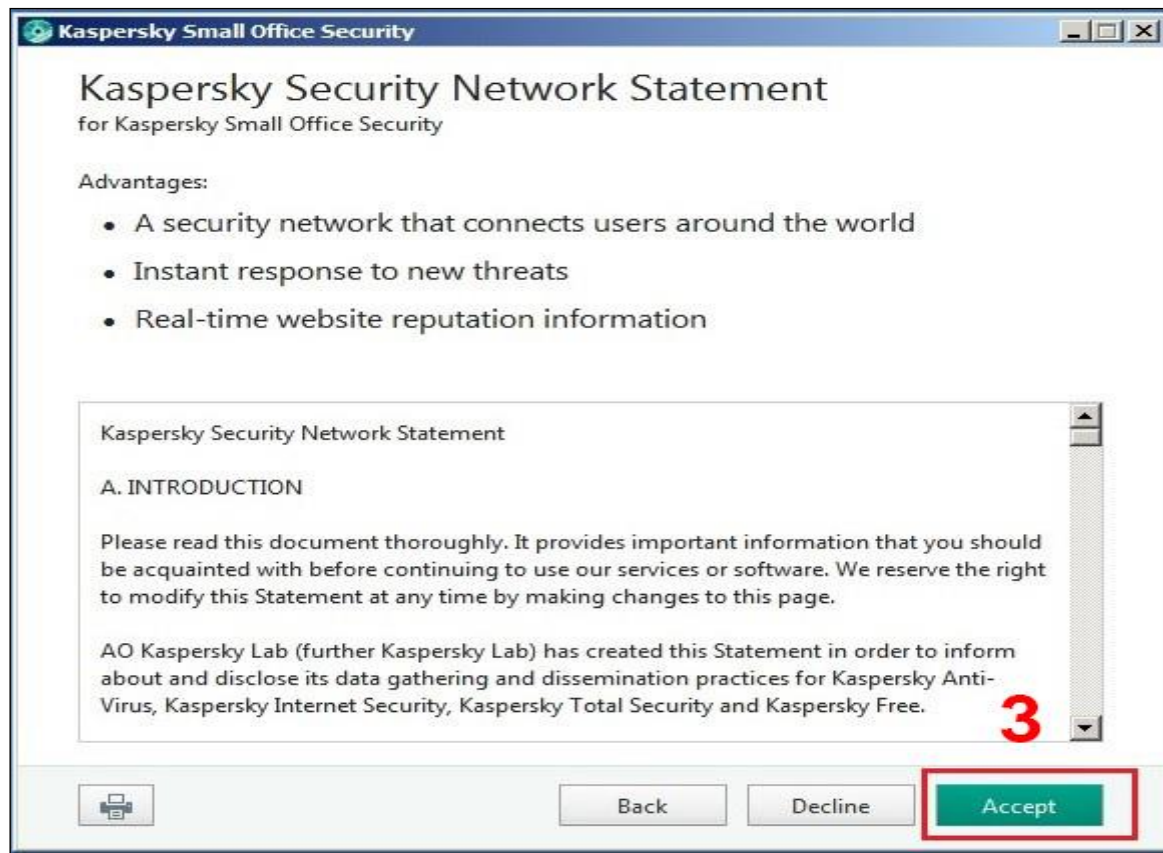 Kaspersky Small Office Security
Kaspersky Security Network Statement
for Kaspersky Small Office Security
Advantages:
• A security network that connects users around the world
• Instant response to new threats
• Real-time website reputation information
Kaspersky Security Network Statement
A. INTRODUCTION
Please read this document thoroughly. It provides important information that you should
be acquainted with before continuing to use our services or software. We reserve the right
to modify this Statement at any time by making changes to this page.
AO Kaspersky Lab (further Kaspersky Lab) has created this Statement in order to inform
about and disclose its data gathering and dissemination practices for Kaspersky Anti-
Virus, Kaspersky Internet Security, Kaspersky Total Security and Kaspersky Free.
3
Back Decline Accept